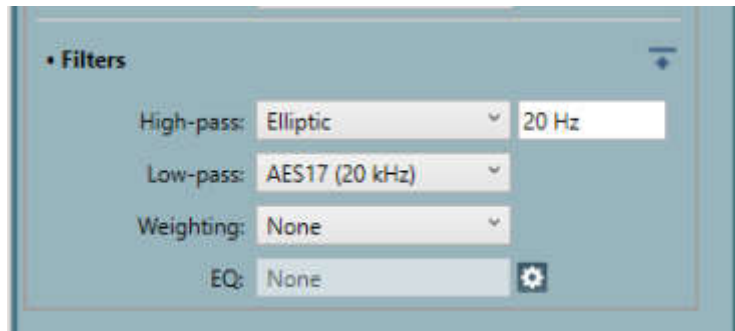 • Filters
High-pass: Elliptic 20 Hz
Low-pass: AES17 (20 kHz)
Weighting: None
EQ: None